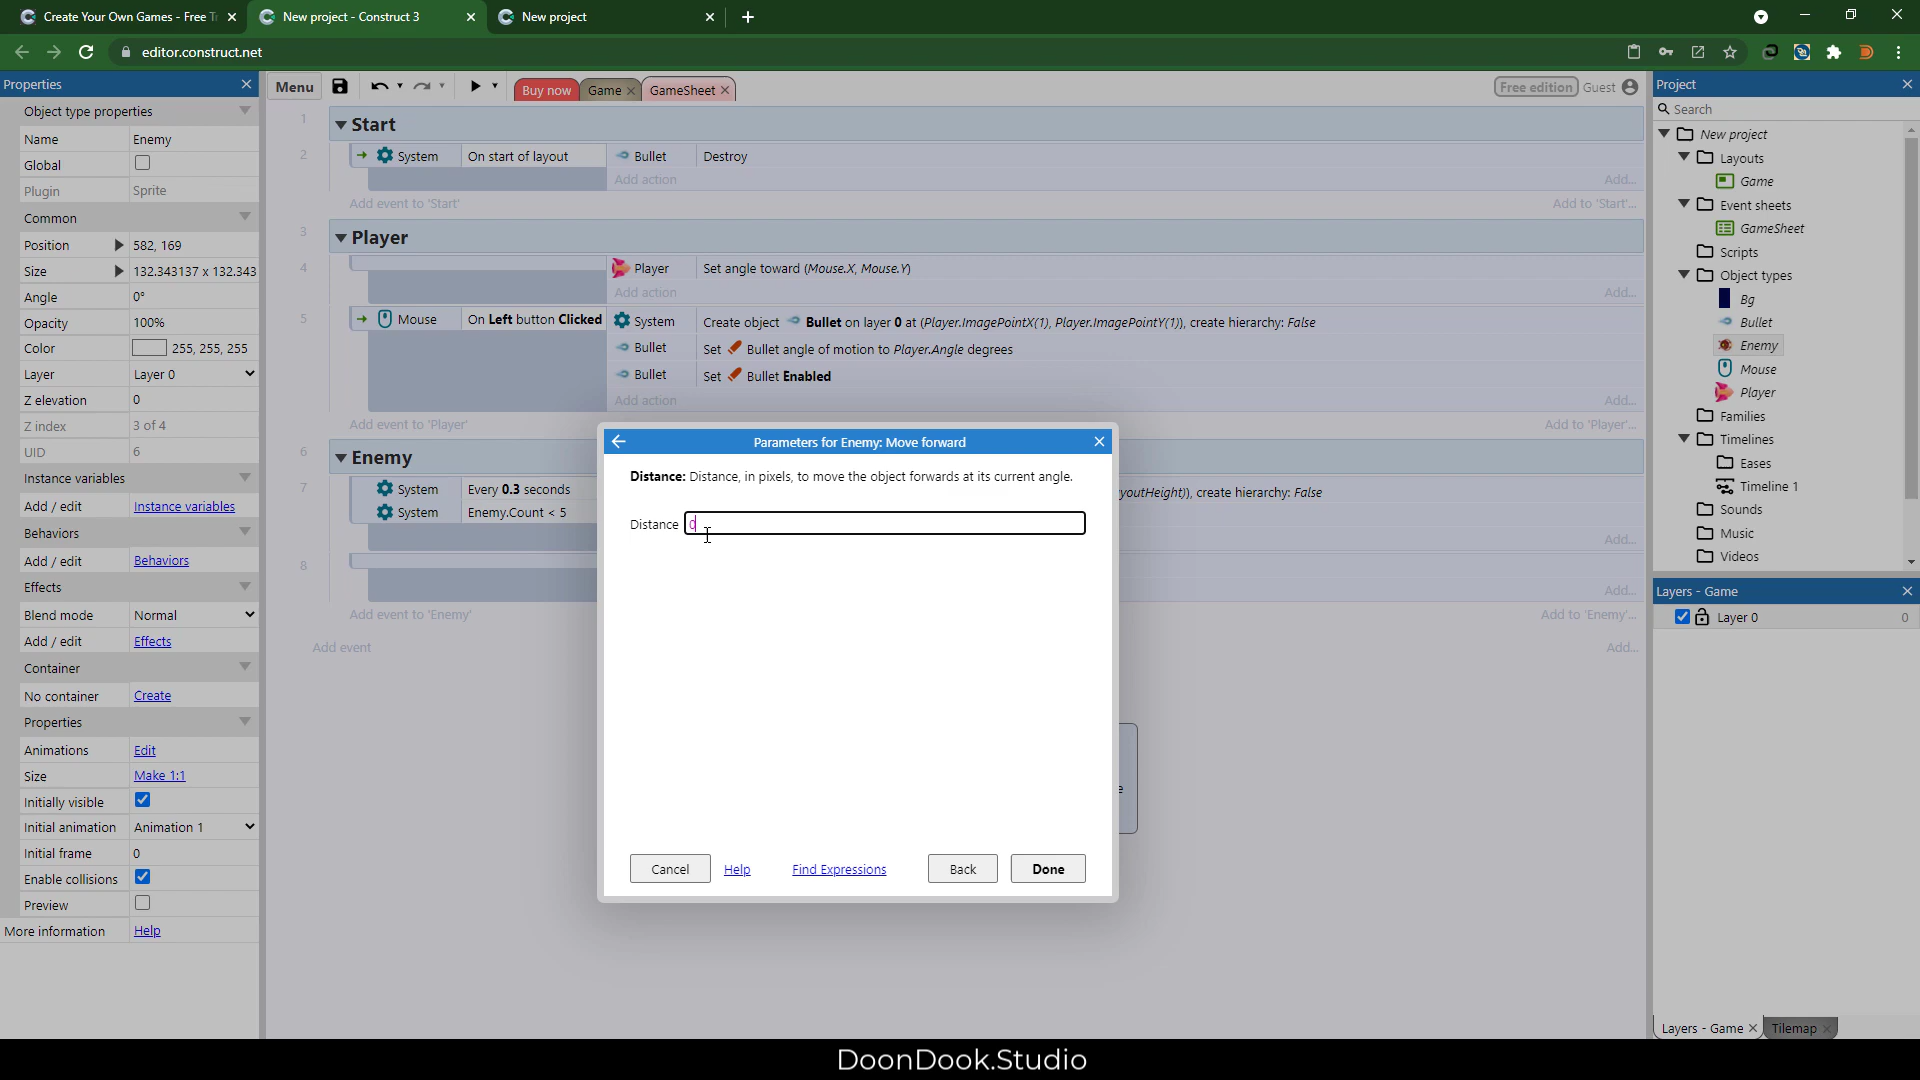 Create Your Own Games - Free Tr
New project - Construct 3
New project
editor.construct.net
Properties
Object type properties
Name Enemy
Global
Plugin Sprite
Common
Position 582, 169
Size 132.343137 x 132.343
Angle 0°
Opacity 100%
Color 255, 255, 255
Layer Layer 0
Z elevation 0
Z index 3 of 4
UID 6
Instance variables
Add / edit Instance variables
Behaviors
Add / edit Behaviors
Effects
Blend mode Normal
Add / edit Effects
Container
No container Create
Properties
Animations Edit
Size Make 1:1
Initially visible
Initial animation Animation 1
Initial frame 0
Enable collisions
Preview
More information Help
Menu
Buy now Game GameSheet
Free edition Guest
1 Start
2 System On start of layout Bullet Destroy
Add action Add...
Add event to 'Start' Add to 'Start'...
3 Player
4 Player Set angle toward (Mouse.X, Mouse.Y)
Add action Add...
5 Mouse On Left button Clicked System Create object Bullet on layer 0 at (Player.ImagePointX(1), Player.ImagePointY(1)), create hierarchy: False
Bullet Set Bullet angle of motion to Player.Angle degrees
Bullet Set Bullet Enabled
Add action Add...
Add event to 'Player' Add to 'Player'...
6 Enemy
7 System Every 0.3 seconds youtHeight)), create hierarchy: False
System Enemy.Count < 5
Add...
8
Add...
Add event to 'Enemy' Add to 'Enemy'...
Add event Add...
e
Parameters for Enemy: Move forward
Distance: Distance, in pixels, to move the object forwards at its current angle.
Distance 0
Cancel Help Find Expressions Back Done
Project
Search
New project
Layouts
Game
Event sheets
GameSheet
Scripts
Object types
Bg
Bullet
Enemy
Mouse
Player
Families
Timelines
Eases
Timeline 1
Sounds
Music
Videos
Layers - Game
Layer 0 0
Layers - Game Tilemap
DoonDook.Studio